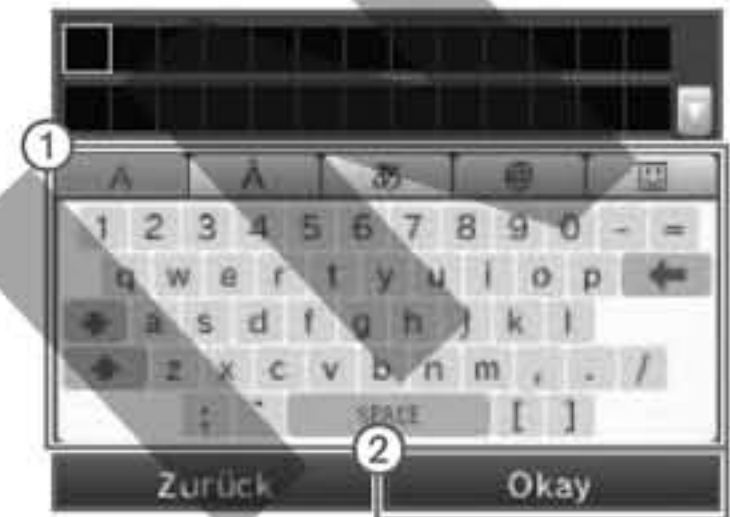 1
A Á あ @
1 2 3 4 5 6 7 8 9 0 - =
q w e r t y u i o p
a s d f g h j k l
z x c v b n m , . /
; ' SPACE [ ]
2
Zurück Okay